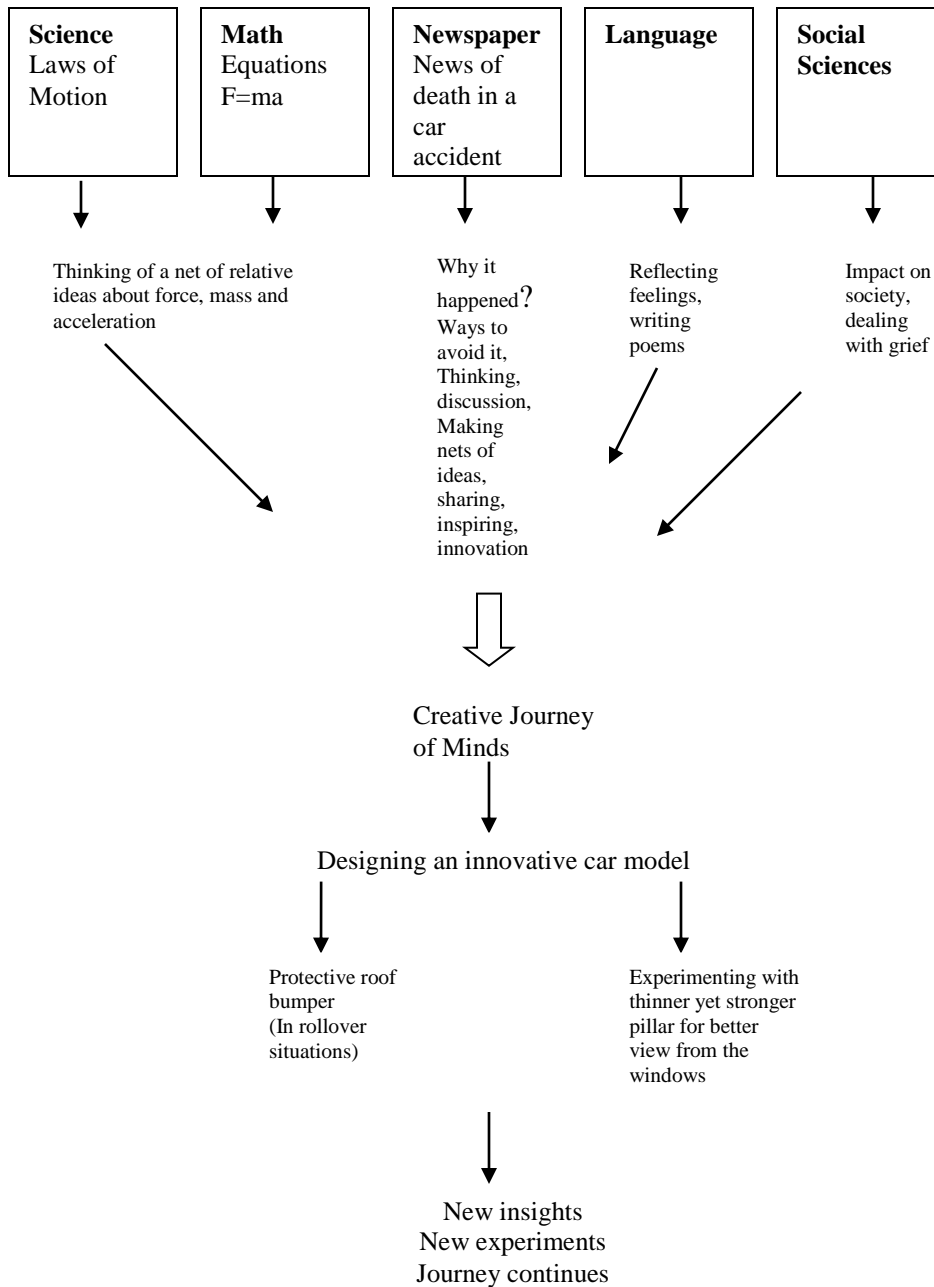 Science
Laws of
Motion
Math
Equations
F=ma
Newspaper
News of
death in a
car
accident
Language
Social
Sciences
Thinking of a net of relative
ideas about force, mass and
acceleration
Why it
happened?
Ways to
avoid it,
Thinking,
discussion,
Making
nets of
ideas,
sharing,
inspiring,
innovation
Reflecting
feelings,
writing
poems
Impact on
society,
dealing
with grief
Creative Journey
of Minds
Designing an innovative car model
Protective roof
bumper
(In rollover
situations)
Experimenting with
thinner yet stronger
pillar for better
view from the
windows
New insights
New experiments
Journey continues